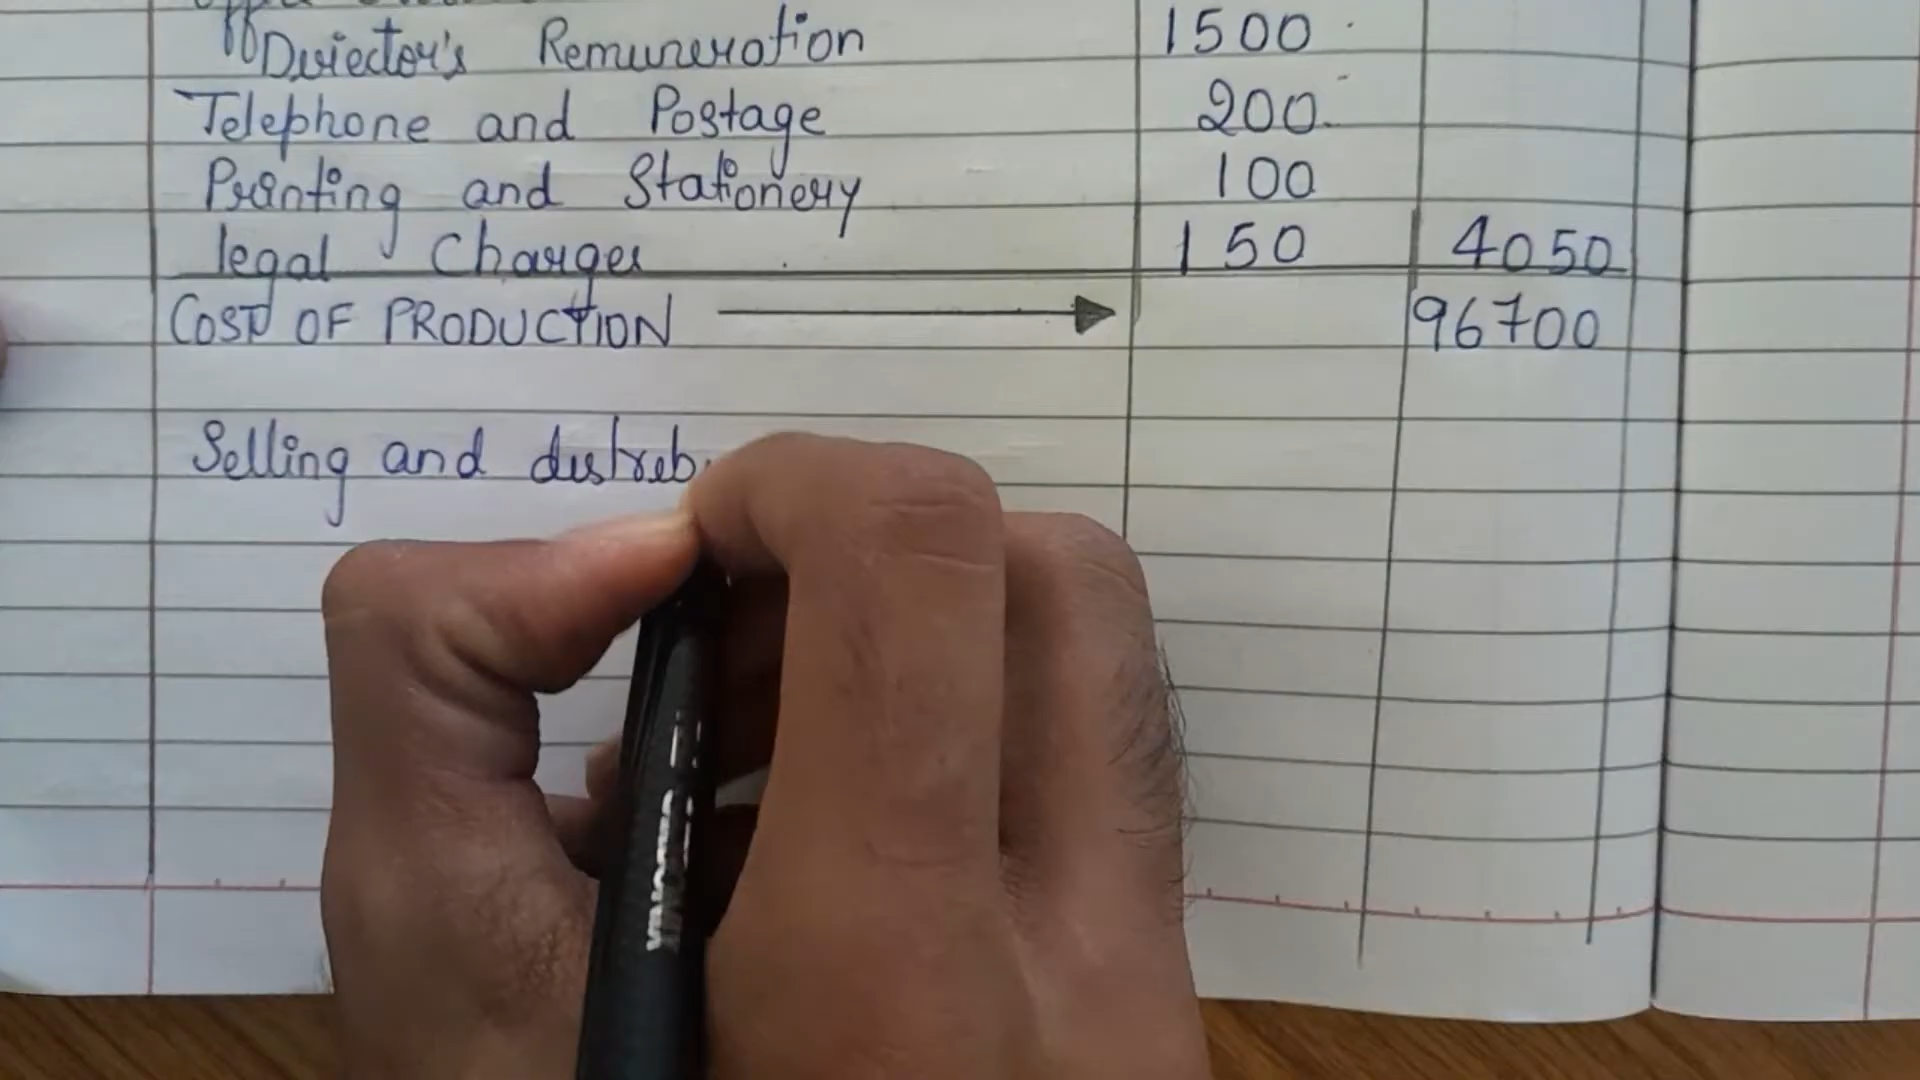 Director's Remuneration 1500
Telephone and Postage 200
Printing and Stationery 100
legal Charges 150 4050
COST OF PRODUCTION 96700
Selling and distreb